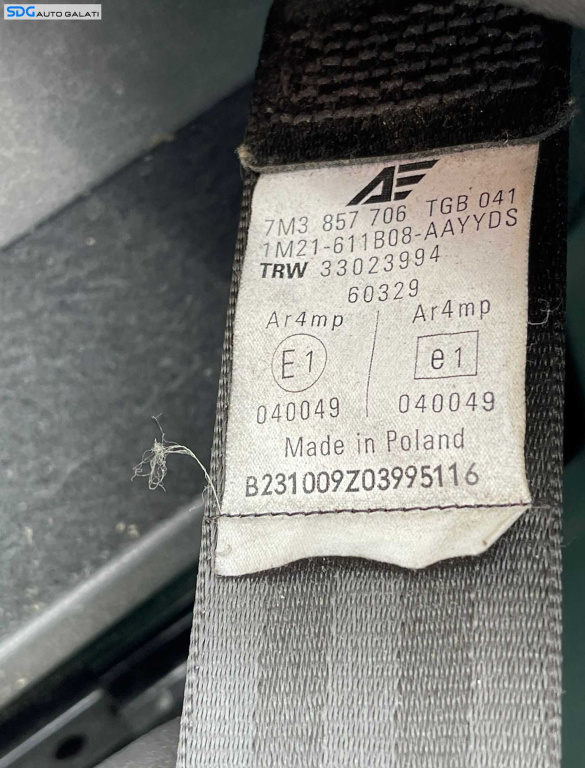 SDG AUTO GALATI
AE
7M3 857 706 TGB 041
1M21-611B08-AAYYDS
TRW 33023994
60329
Ar4mp Ar4mp
E1 e1
040049 040049
Made in Poland
B231009Z03995116